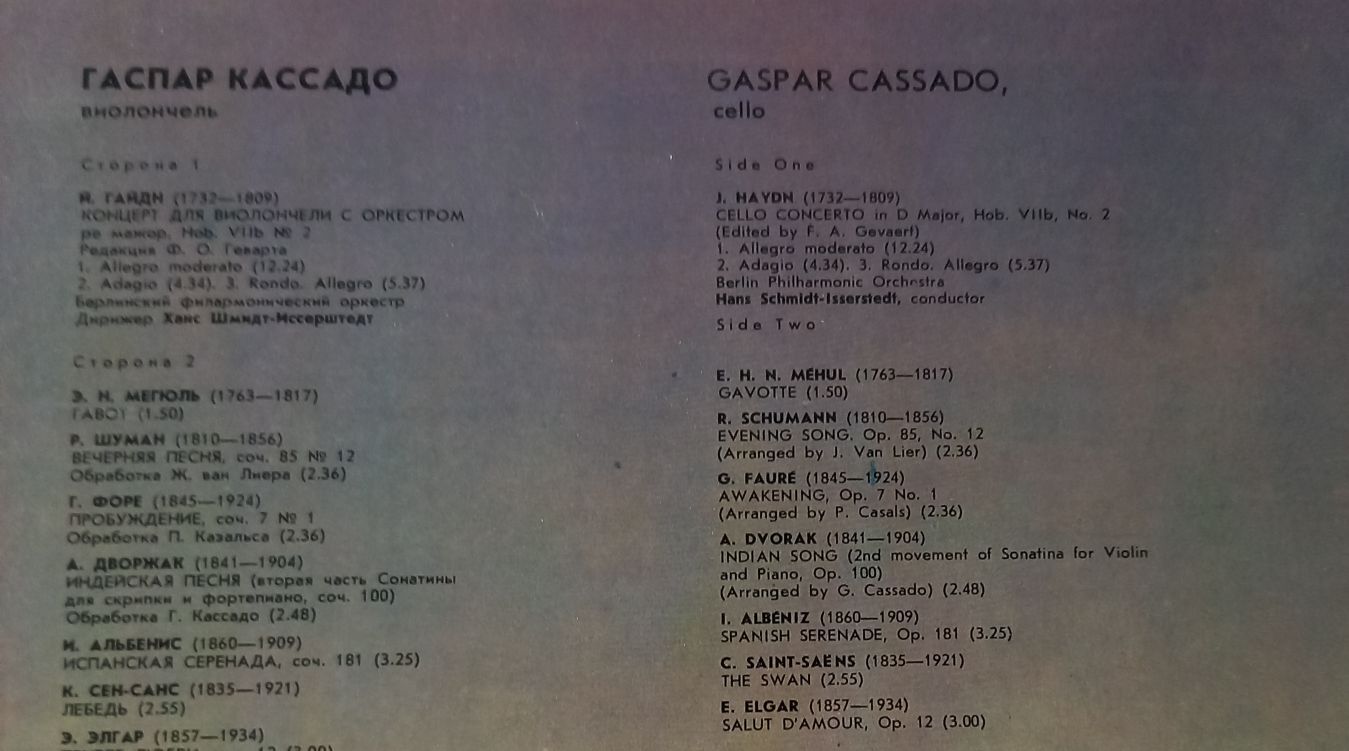 ГАСПАР КАССАДО
виолончель
Сторона 1
Й. ГАЙДН (1732—1809)
КОНЦЕРТ ДЛЯ ВИОЛОНЧЕЛИ С ОРКЕСТРОМ
ре мажор, Hob. VIIb № 2
Редакция Ф. О. Геварта
1. Allegro moderato (12.24)
2. Adagio (4.34). 3. Rondo. Allegro (5.37)
Берлинский филармонический оркестр
Дирижер Ханс Шмидт-Иссерштедт
Сторона 2
Э. Н. МЕГЮЛЬ (1763—1817)
ГАВОТ (1.50)
Р. ШУМАН (1810—1856)
ВЕЧЕРНЯЯ ПЕСНЯ, соч. 85 № 12
Обработка Ж. ван Лиера (2.36)
Г. ФОРЕ (1845—1924)
ПРОБУЖДЕНИЕ, соч. 7 № 1
Обработка П. Казальса (2.36)
А. ДВОРЖАК (1841—1904)
ИНДЕЙСКАЯ ПЕСНЯ (вторая часть Сонатины
для скрипки и фортепиано, соч. 100)
Обработка Г. Кассадо (2.48)
И. АЛЬБЕНИС (1860—1909)
ИСПАНСКАЯ СЕРЕНАДА, соч. 181 (3.25)
К. СЕН-САНС (1835—1921)
ЛЕБЕДЬ (2.55)
Э. ЭЛГАР (1857—1934)
12 (3.00)
GASPAR CASSADO,
cello
Side One
J. HAYDN (1732—1809)
CELLO CONCERTO in D Major, Hob. VIIb, No. 2
(Edited by F. A. Gevaert)
1. Allegro moderato (12.24)
2. Adagio (4.34). 3. Rondo. Allegro (5.37)
Berlin Philharmonic Orchestra
Hans Schmidt-Isserstedt, conductor
Side Two
E. H. N. MÉHUL (1763—1817)
GAVOTTE (1.50)
R. SCHUMANN (1810—1856)
EVENING SONG. Op. 85, No. 12
(Arranged by J. Van Lier) (2.36)
G. FAURÉ (1845—1924)
AWAKENING, Op. 7 No. 1
(Arranged by P. Casals) (2.36)
A. DVORAK (1841—1904)
INDIAN SONG (2nd movement of Sonatina for Violin
and Piano, Op. 100)
(Arranged by G. Cassado) (2.48)
I. ALBÉNIZ (1860—1909)
SPANISH SERENADE, Op. 181 (3.25)
C. SAINT-SAËNS (1835—1921)
THE SWAN (2.55)
E. ELGAR (1857—1934)
SALUT D'AMOUR, Op. 12 (3.00)